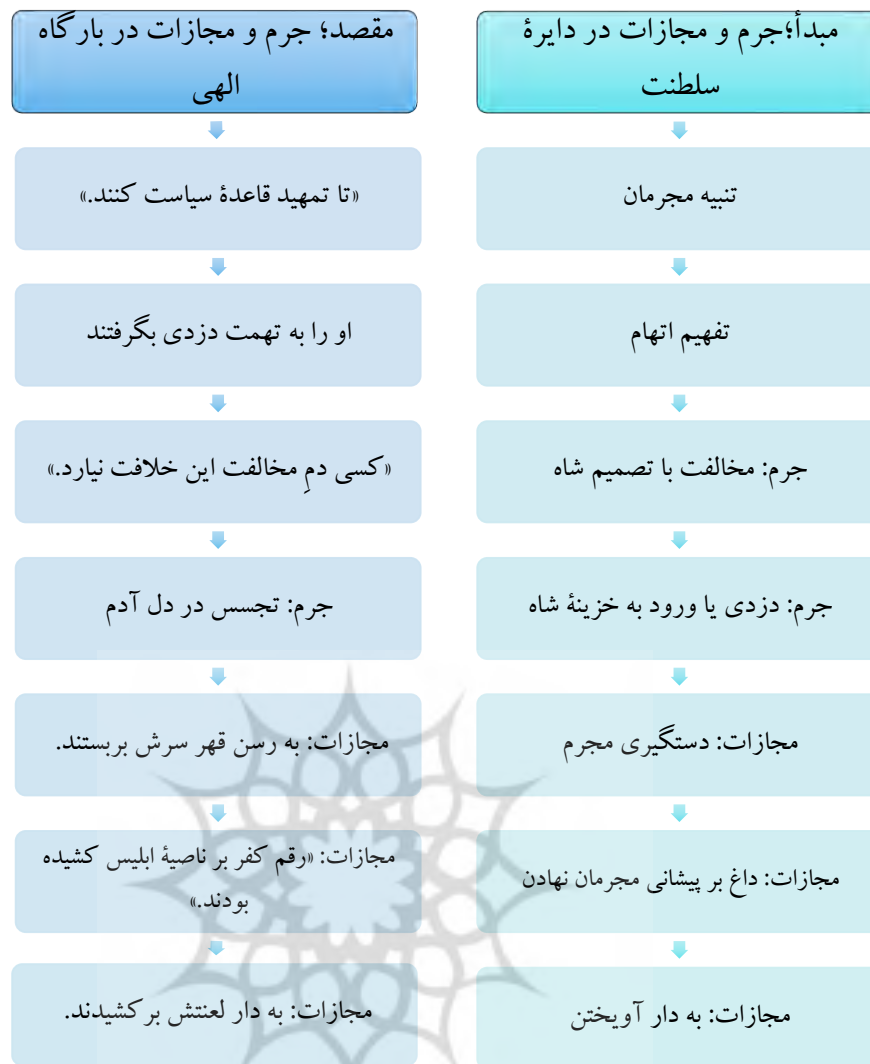 مبدأ؛جرم و مجازات در دایرۀ
سلطنت
تنبیه مجرمان
تفهیم اتهام
جرم: مخالفت با تصمیم شاه
جرم: دزدی یا ورود به خزینۀ شاه
مجازات: دستگیری مجرم
مجازات: داغ بر پیشانی مجرمان نهادن
مجازات: به دار آویختن
مقصد؛ جرم و مجازات در بارگاه
الهی
«تا تمهید قاعدۀ سیاست کنند.»
او را به تهمت دزدی بگرفتند
«کسی دمِ مخالفت این خلافت نیارد.»
جرم: تجسس در دل آدم
مجازات: به رسن قهر سرش بربستند.
مجازات: «رقم کفر بر ناصیۀ ابلیس کشیده
بودند.»
مجازات: به دار لعنتش برکشیدند.